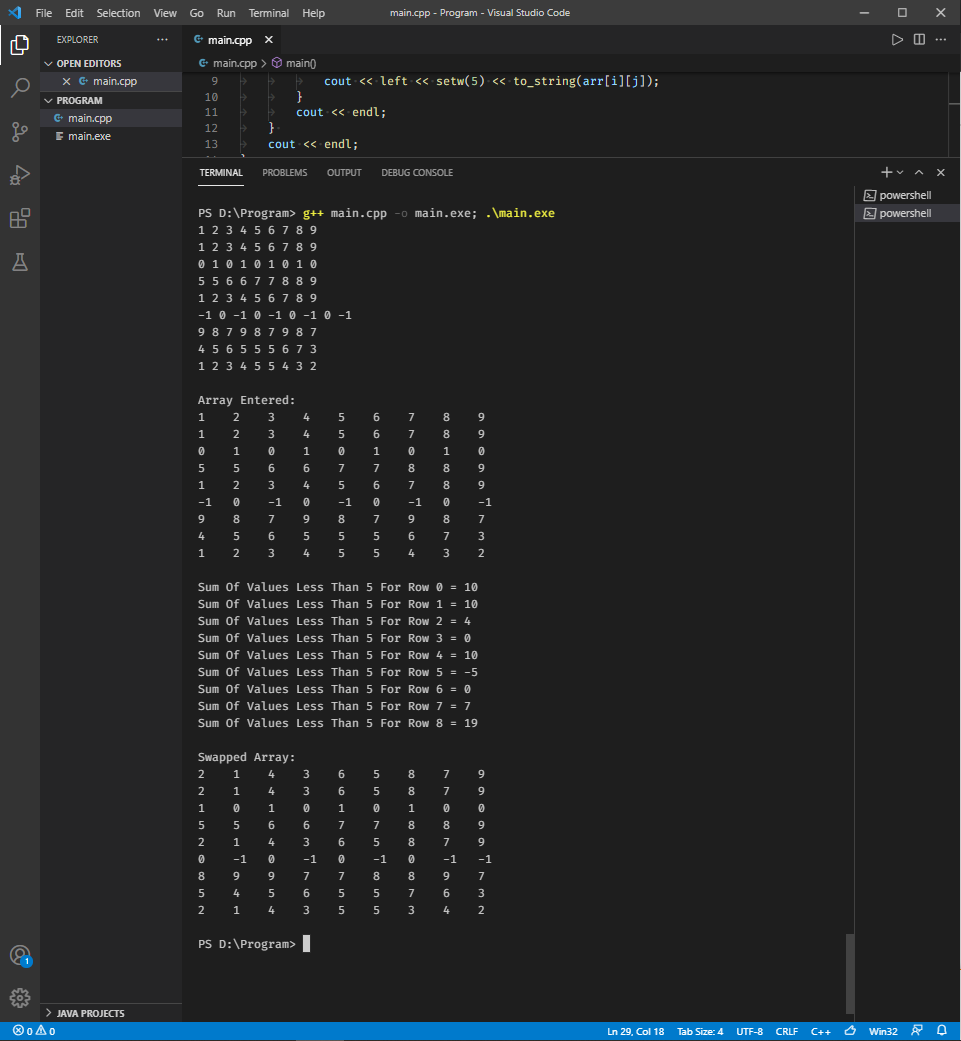 File Edit Selection View Go Run Terminal Help main.cpp - Program - Visual Studio Code
EXPLORER ···
OPEN EDITORS
main.cpp
PROGRAM
main.cpp
main.exe
main.cpp
main.cpp > main()
9 cout << left << setw(5) << to_string(arr[i][j]);
10 }
11 cout << endl;
12 }
13 cout << endl;
TERMINAL PROBLEMS OUTPUT DEBUG CONSOLE
powershell
powershell
PS D:\Program> g++ main.cpp -o main.exe; .\main.exe
1 2 3 4 5 6 7 8 9
1 2 3 4 5 6 7 8 9
0 1 0 1 0 1 0 1 0
5 5 6 6 7 7 8 8 9
1 2 3 4 5 6 7 8 9
-1 0 -1 0 -1 0 -1 0 -1
9 8 7 9 8 7 9 8 7
4 5 6 5 5 5 6 7 3
1 2 3 4 5 5 4 3 2
Array Entered:
1 2 3 4 5 6 7 8 9
1 2 3 4 5 6 7 8 9
0 1 0 1 0 1 0 1 0
5 5 6 6 7 7 8 8 9
1 2 3 4 5 6 7 8 9
-1 0 -1 0 -1 0 -1 0 -1
9 8 7 9 8 7 9 8 7
4 5 6 5 5 5 6 7 3
1 2 3 4 5 5 4 3 2
Sum Of Values Less Than 5 For Row 0 = 10
Sum Of Values Less Than 5 For Row 1 = 10
Sum Of Values Less Than 5 For Row 2 = 4
Sum Of Values Less Than 5 For Row 3 = 0
Sum Of Values Less Than 5 For Row 4 = 10
Sum Of Values Less Than 5 For Row 5 = -5
Sum Of Values Less Than 5 For Row 6 = 0
Sum Of Values Less Than 5 For Row 7 = 7
Sum Of Values Less Than 5 For Row 8 = 19
Swapped Array:
2 1 4 3 6 5 8 7 9
2 1 4 3 6 5 8 7 9
1 0 1 0 1 0 1 0 0
5 5 6 6 7 7 8 8 9
2 1 4 3 6 5 8 7 9
0 -1 0 -1 0 -1 0 -1 -1
8 9 9 7 7 8 8 9 7
5 4 5 6 5 5 7 6 3
2 1 4 3 5 5 3 4 2
PS D:\Program>
1
JAVA PROJECTS
0 0 Ln 29, Col 18 Tab Size: 4 UTF-8 CRLF C++ Win32